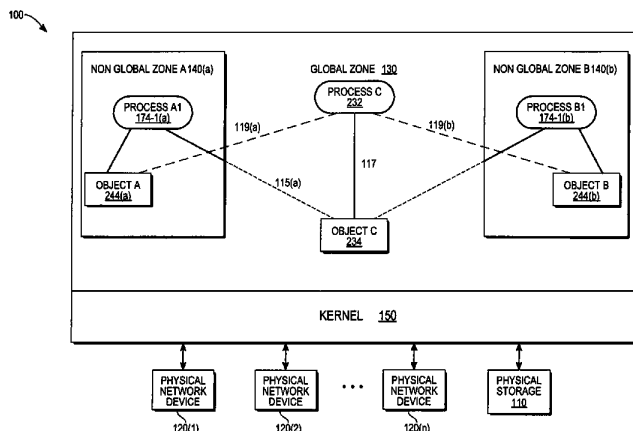 100
NON GLOBAL ZONE A 140(a)
PROCESS A1
174-1(a)
OBJECT A
244(a)
119(a)
115(a)
GLOBAL ZONE 130
PROCESS C
232
117
OBJECT C
234
119(b)
NON GLOBAL ZONE B 140(b)
PROCESS B1
174-1(b)
OBJECT B
244(b)
KERNEL 150
PHYSICAL
NETWORK
DEVICE
120(1)
PHYSICAL
NETWORK
DEVICE
120(2)
• • •
PHYSICAL
NETWORK
DEVICE
120(n)
PHYSICAL
STORAGE
110